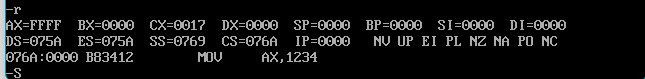 -r
AX=FFFF BX=0000 CX=0017 DX=0000 SP=0000 BP=0000 SI=0000 DI=0000
DS=075A ES=075A SS=0769 CS=076A IP=0000 NV UP EI PL NZ NA PO NC
076A:0000 B83412 MOV AX,1234
-S